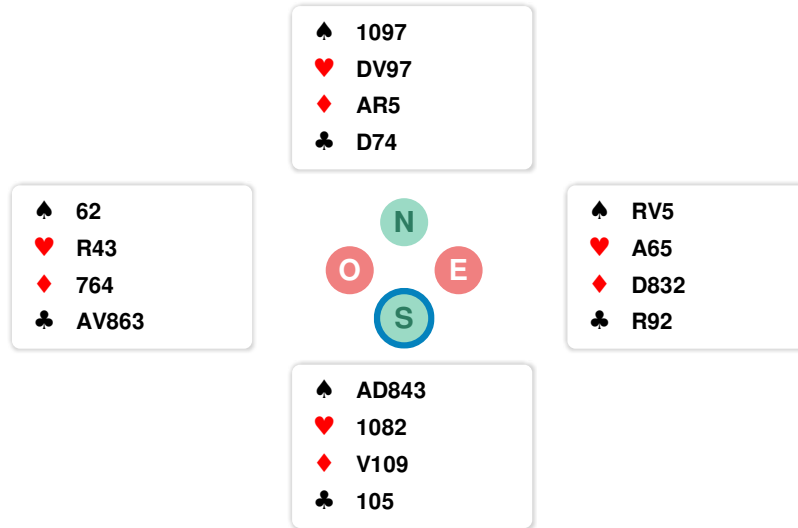 ♠ 1097
♥ DV97
♦ AR5
♣ D74
♠ 62
♥ R43
♦ 764
♣ AV863
N
O E
S
♠ RV5
♥ A65
♦ D832
♣ R92
♠ AD843
♥ 1082
♦ V109
♣ 105